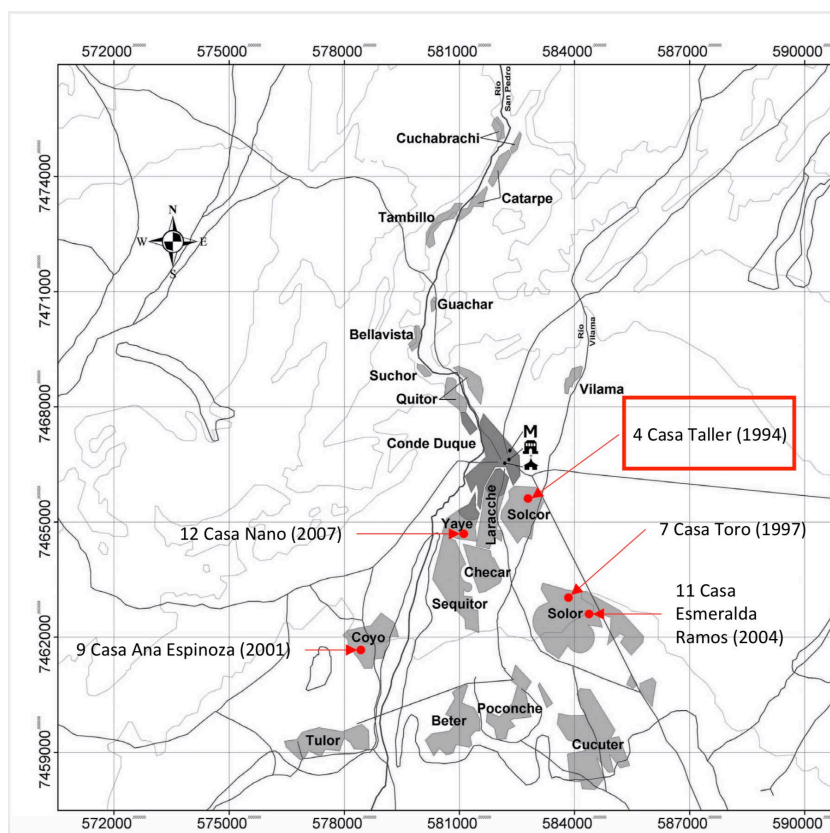 572000 575000 578000 581000 584000 587000 590000
Río
San Pedro
Cuchabrachi
7474000
Catarpe
Tambillo
N
W E
S
7471000
Guachar
Río
Vilama
Bellavista
Suchor
Vilama
Quitor
7468000
M
4 Casa Taller (1994)
Conde Duque
Laracche
Solcor
7465000
Yaye
12 Casa Nano (2007)
7 Casa Toro (1997)
Checar
Sequitor
11 Casa
Esmeralda
Ramos (2004)
Solor
7462000
Coyo
9 Casa Ana Espinoza (2001)
Poconche
Beter
Tulor
Cucuter
7459000
572000 575000 578000 581000 584000 587000 590000